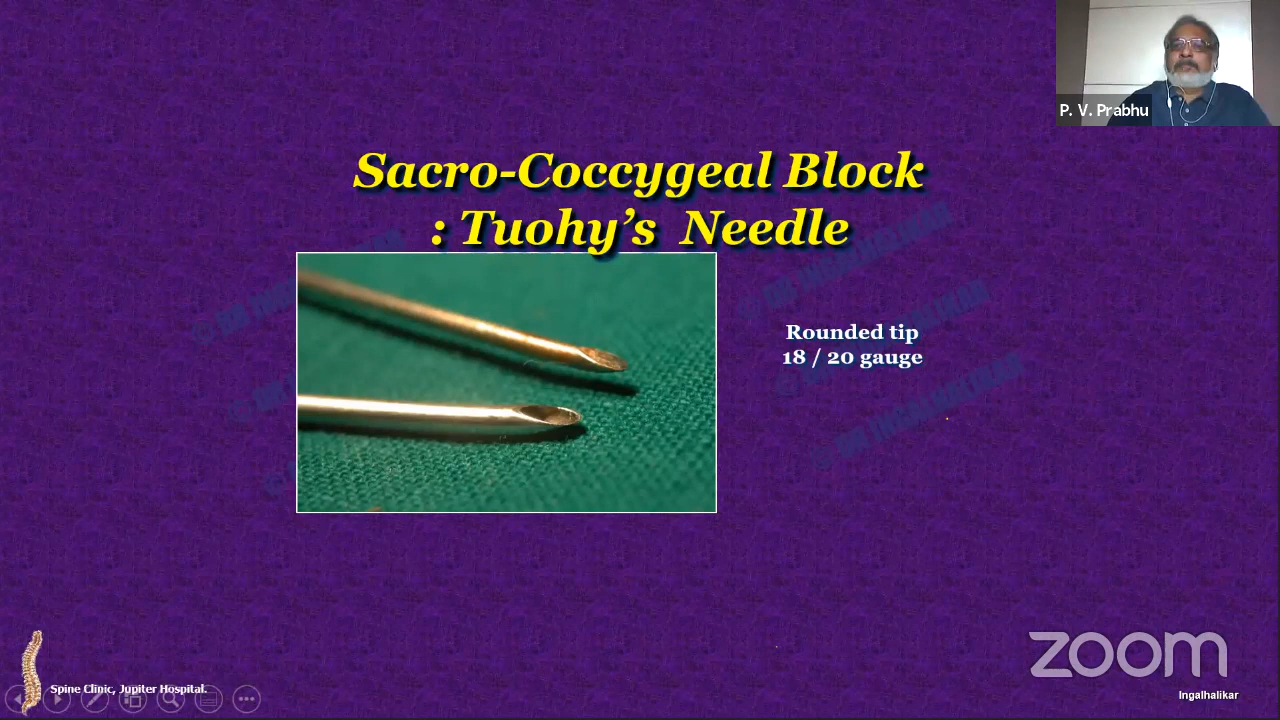 P. V. Prabhu
Sacro-Coccygeal Block
: Tuohy’s  Needle
Rounded tip
18 / 20 gauge
zoom
Spine Clinic, Jupiter Hospital.
Ingalhalikar